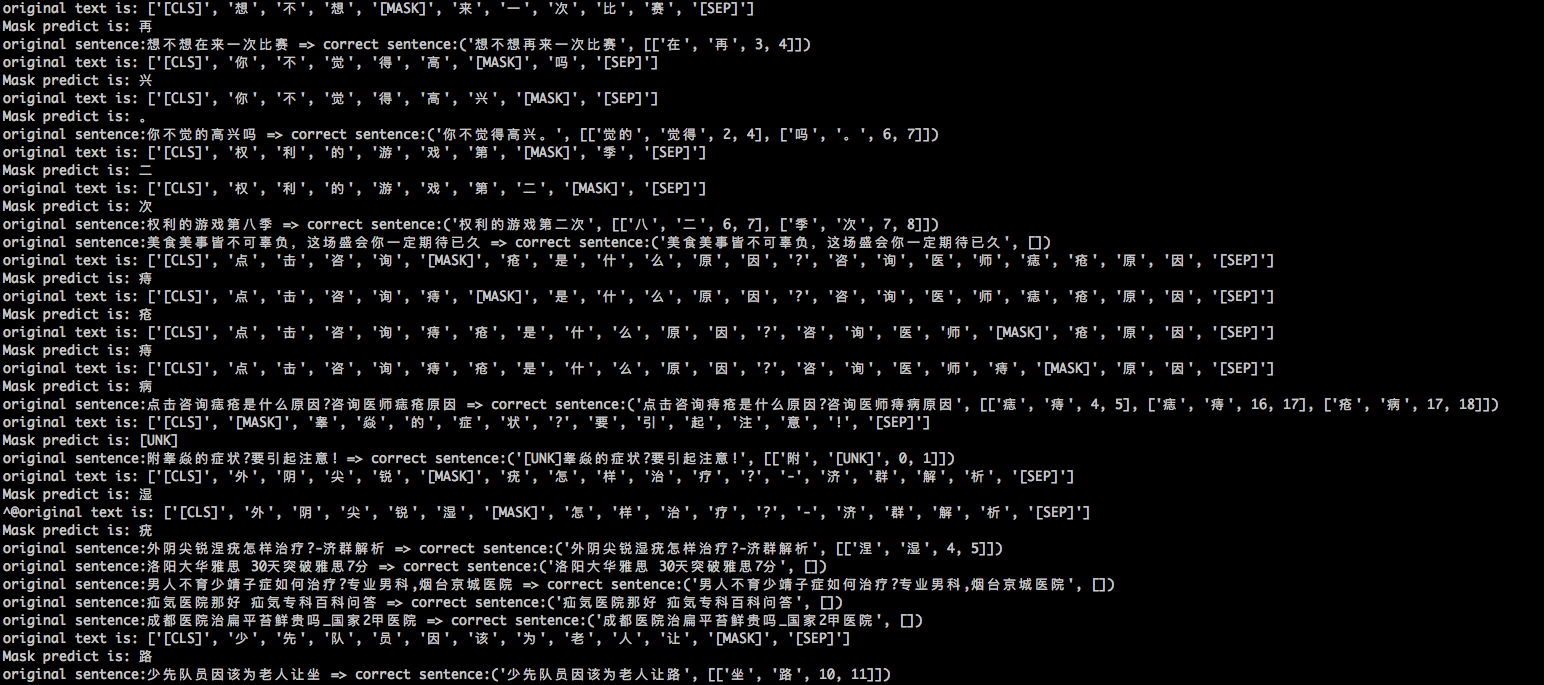 original text is: ['[CLS]', '想', '不', '想', '[MASK]', '来', '一', '次', '比', '赛', '[SEP]']
Mask predict is: 再
original sentence:想不想在来一次比赛 => correct sentence:('想不想再来一次比赛', [['在', '再', 3, 4]])
original text is: ['[CLS]', '你', '不', '觉', '得', '高', '[MASK]', '吗', '[SEP]']
Mask predict is: 兴
original text is: ['[CLS]', '你', '不', '觉', '得', '高', '兴', '[MASK]', '[SEP]']
Mask predict is: 。
original sentence:你不觉的高兴吗 => correct sentence:('你不觉得高兴。', [['觉的', '觉得', 2, 4], ['吗', '。', 6, 7]])
original text is: ['[CLS]', '权', '利', '的', '游', '戏', '第', '[MASK]', '季', '[SEP]']
Mask predict is: 二
original text is: ['[CLS]', '权', '利', '的', '游', '戏', '第', '二', '[MASK]', '[SEP]']
Mask predict is: 次
original sentence:权利的游戏第八季 => correct sentence:('权利的游戏第二次', [['八', '二', 6, 7], ['季', '次', 7, 8]])
original sentence:美食美事皆不可辜负，这场盛会你一定期待已久 => correct sentence:('美食美事皆不可辜负，这场盛会你一定期待已久', [])
original text is: ['[CLS]', '点', '击', '咨', '询', '[MASK]', '疮', '是', '什', '么', '原', '因', '?', '咨', '询', '医', '师', '痣', '疮', '原', '因', '[SEP]']
Mask predict is: 痔
original text is: ['[CLS]', '点', '击', '咨', '询', '痔', '[MASK]', '是', '什', '么', '原', '因', '?', '咨', '询', '医', '师', '痣', '疮', '原', '因', '[SEP]']
Mask predict is: 疮
original text is: ['[CLS]', '点', '击', '咨', '询', '痔', '疮', '是', '什', '么', '原', '因', '?', '咨', '询', '医', '师', '[MASK]', '疮', '原', '因', '[SEP]']
Mask predict is: 痔
original text is: ['[CLS]', '点', '击', '咨', '询', '痔', '疮', '是', '什', '么', '原', '因', '?', '咨', '询', '医', '师', '痔', '[MASK]', '原', '因', '[SEP]']
Mask predict is: 病
original sentence:点击咨询痣疮是什么原因?咨询医师痣疮原因 => correct sentence:('点击咨询痔疮是什么原因?咨询医师痔病原因', [['痣', '痔', 4, 5], ['痣', '痔', 16, 17], ['疮', '病', 17, 18]])
original text is: ['[CLS]', '[MASK]', '睾', '焱', '的', '症', '状', '?', '要', '引', '起', '注', '意', '!', '[SEP]']
Mask predict is: [UNK]
original sentence:附睾焱的症状?要引起注意! => correct sentence:('[UNK]睾焱的症状?要引起注意!', [['附', '[UNK]', 0, 1]])
original text is: ['[CLS]', '外', '阴', '尖', '锐', '[MASK]', '疣', '怎', '样', '治', '疗', '?', '-', '济', '群', '解', '析', '[SEP]']
Mask predict is: 湿
^@original text is: ['[CLS]', '外', '阴', '尖', '锐', '湿', '[MASK]', '怎', '样', '治', '疗', '?', '-', '济', '群', '解', '析', '[SEP]']
Mask predict is: 疣
original sentence:外阴尖锐涅疣怎样治疗?-济群解析 => correct sentence:('外阴尖锐湿疣怎样治疗?-济群解析', [['涅', '湿', 4, 5]])
original sentence:洛阳大华雅思 30天突破雅思7分 => correct sentence:('洛阳大华雅思 30天突破雅思7分', [])
original sentence:男人不育少靖子症如何治疗?专业男科,烟台京城医院 => correct sentence:('男人不育少靖子症如何治疗?专业男科,烟台京城医院', [])
original sentence:疝気医院那好 疝気专科百科问答 => correct sentence:('疝気医院那好 疝気专科百科问答', [])
original sentence:成都医院治扁平苔鲜贵吗_国家2甲医院 => correct sentence:('成都医院治扁平苔鲜贵吗_国家2甲医院', [])
original text is: ['[CLS]', '少', '先', '队', '员', '因', '该', '为', '老', '人', '让', '[MASK]', '[SEP]']
Mask predict is: 路
original sentence:少先队员因该为老人让坐 => correct sentence:('少先队员因该为老人让路', [['坐', '路', 10, 11]])